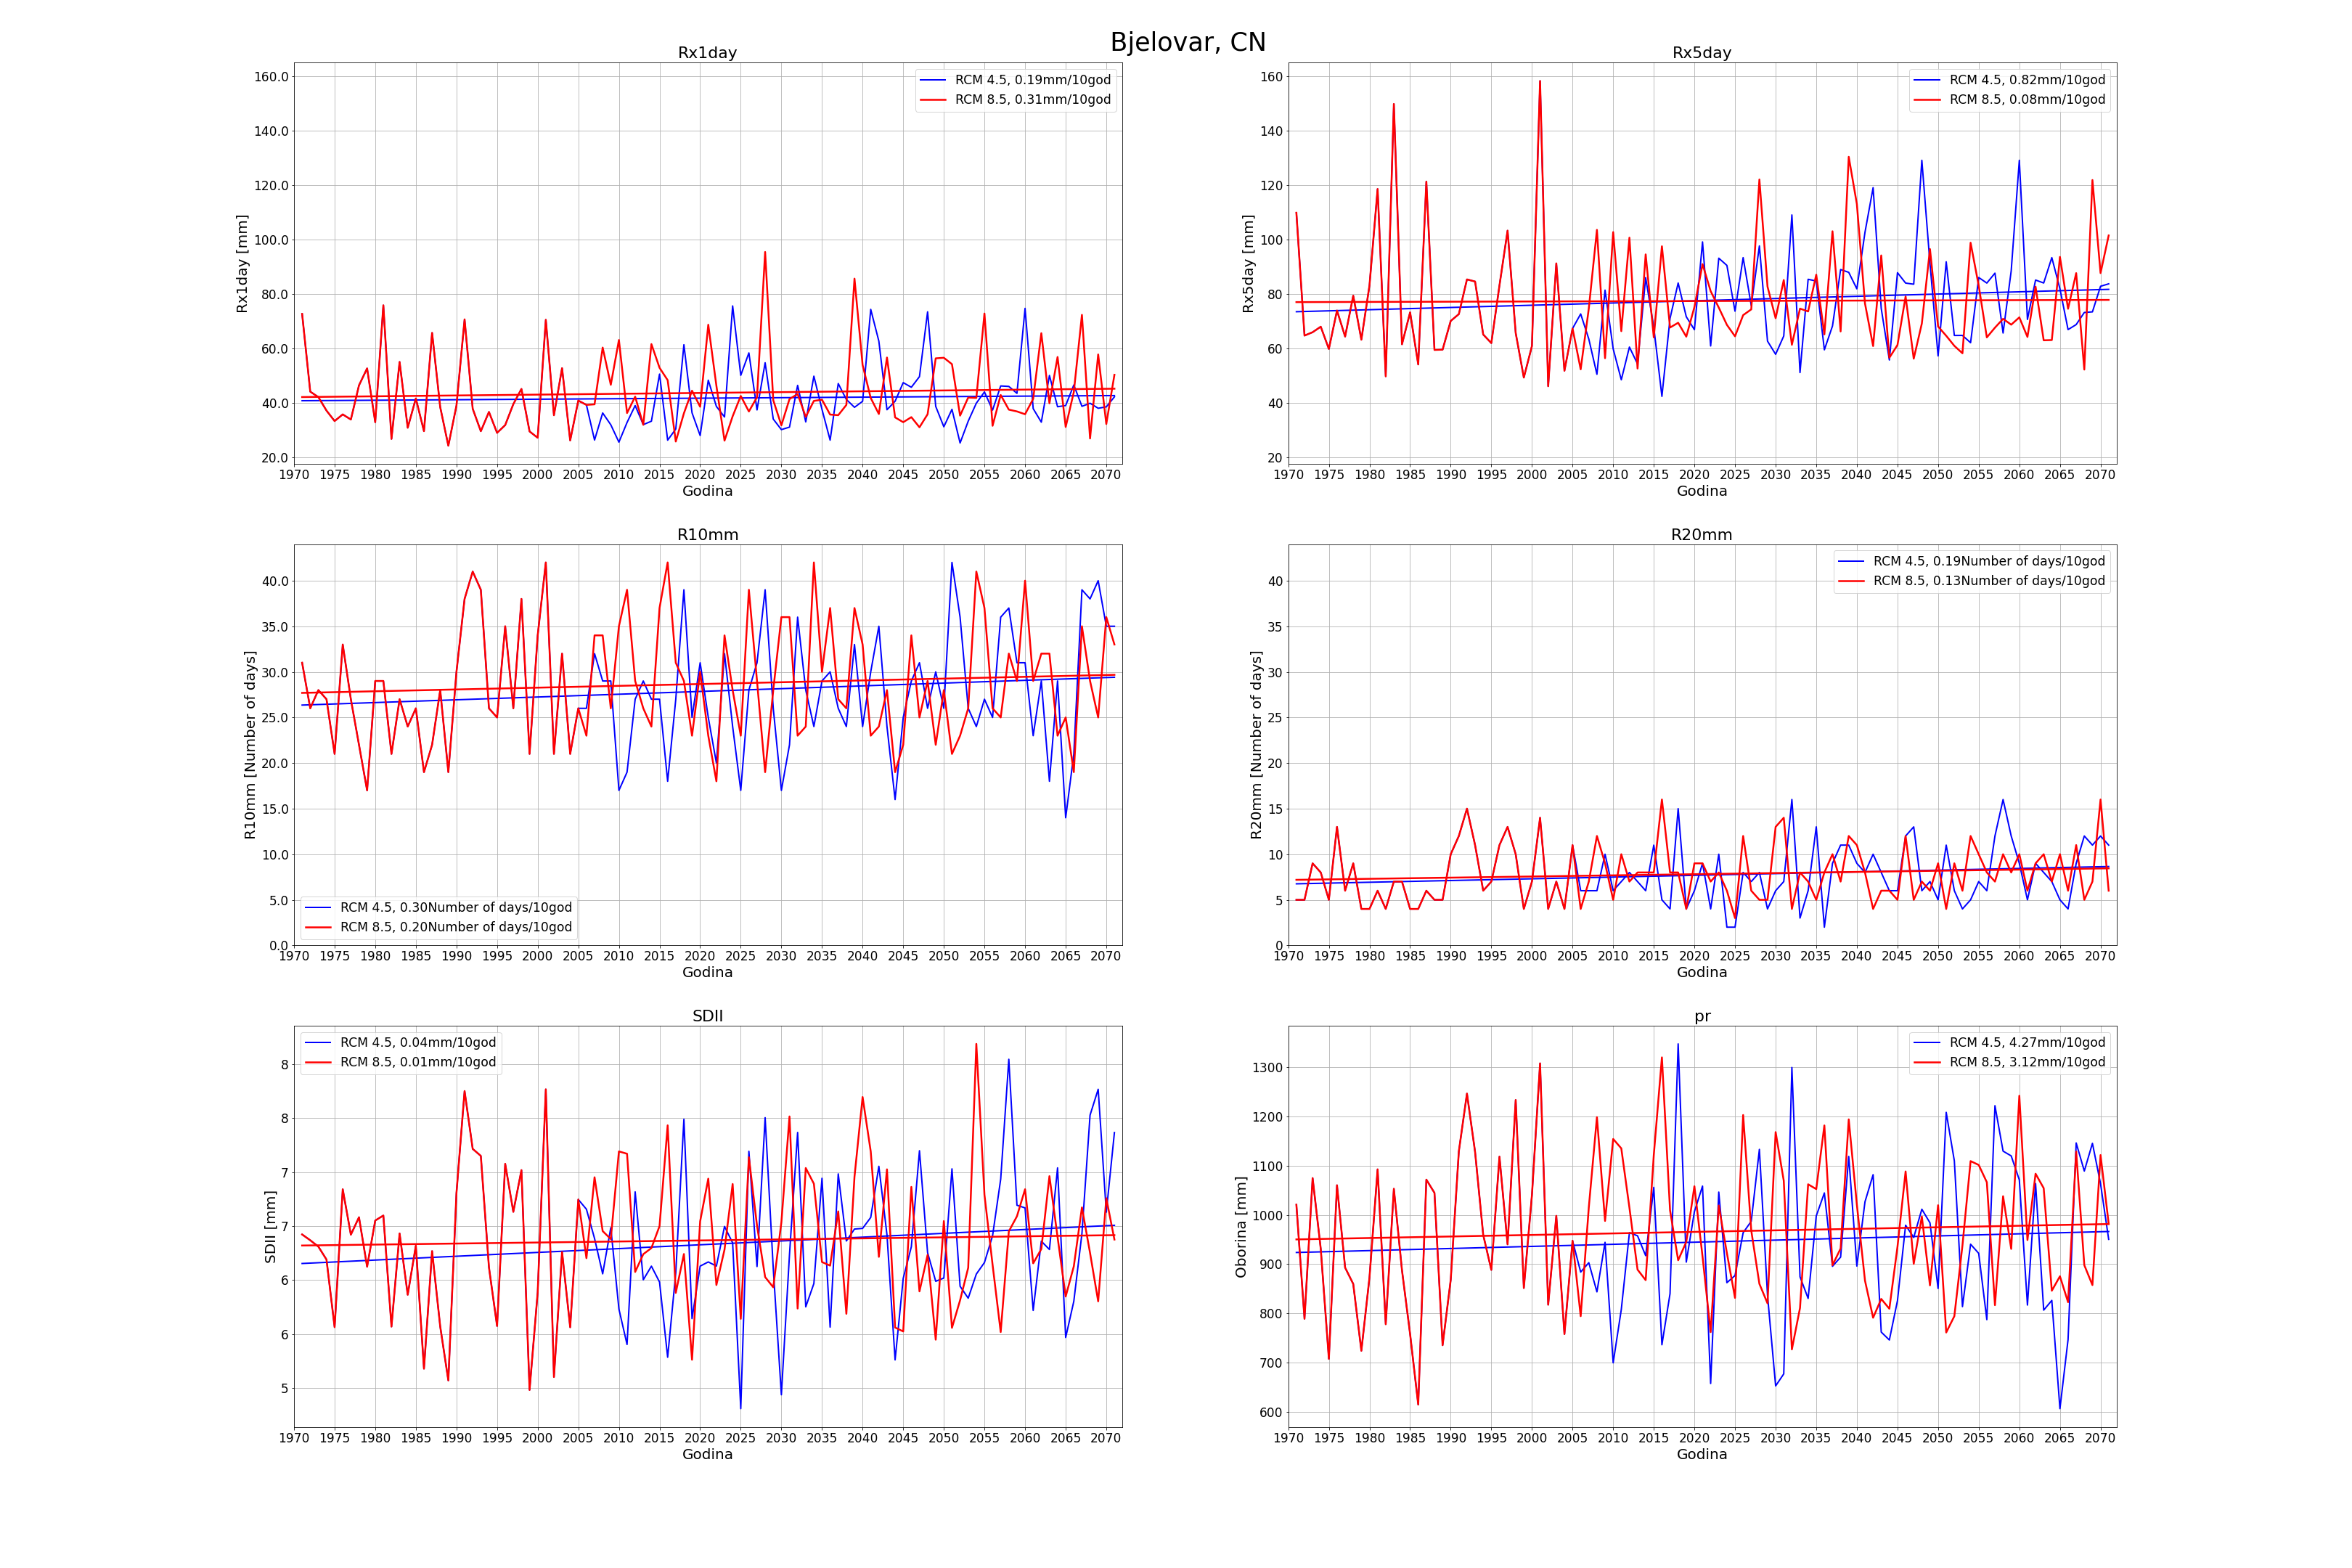 Bjelovar, CN
Rx1day
160.0
140.0
120.0
100.0
80.0
60.0
40.0
20.0
Rx1day [mm]
RCM 4.5, 0.19mm/10god
RCM 8.5, 0.31mm/10god
1970 1975 1980 1985 1990 1995 2000 2005 2010 2015 2020 2025 2030 2035 2040 2045 2050 2055 2060 2065 2070
Godina
Rx5day
160
140
120
100
80
60
40
20
Rx5day [mm]
RCM 4.5, 0.82mm/10god
RCM 8.5, 0.08mm/10god
1970 1975 1980 1985 1990 1995 2000 2005 2010 2015 2020 2025 2030 2035 2040 2045 2050 2055 2060 2065 2070
Godina
R10mm
40.0
35.0
30.0
25.0
20.0
15.0
10.0
5.0
0.0
R10mm [Number of days]
RCM 4.5, 0.30Number of days/10god
RCM 8.5, 0.20Number of days/10god
1970 1975 1980 1985 1990 1995 2000 2005 2010 2015 2020 2025 2030 2035 2040 2045 2050 2055 2060 2065 2070
Godina
R20mm
40
35
30
25
20
15
10
5
0
R20mm [Number of days]
RCM 4.5, 0.19Number of days/10god
RCM 8.5, 0.13Number of days/10god
1970 1975 1980 1985 1990 1995 2000 2005 2010 2015 2020 2025 2030 2035 2040 2045 2050 2055 2060 2065 2070
Godina
SDII
8
8
7
7
6
6
5
SDII [mm]
RCM 4.5, 0.04mm/10god
RCM 8.5, 0.01mm/10god
1970 1975 1980 1985 1990 1995 2000 2005 2010 2015 2020 2025 2030 2035 2040 2045 2050 2055 2060 2065 2070
Godina
pr
1300
1200
1100
1000
900
800
700
600
Oborina [mm]
RCM 4.5, 4.27mm/10god
RCM 8.5, 3.12mm/10god
1970 1975 1980 1985 1990 1995 2000 2005 2010 2015 2020 2025 2030 2035 2040 2045 2050 2055 2060 2065 2070
Godina